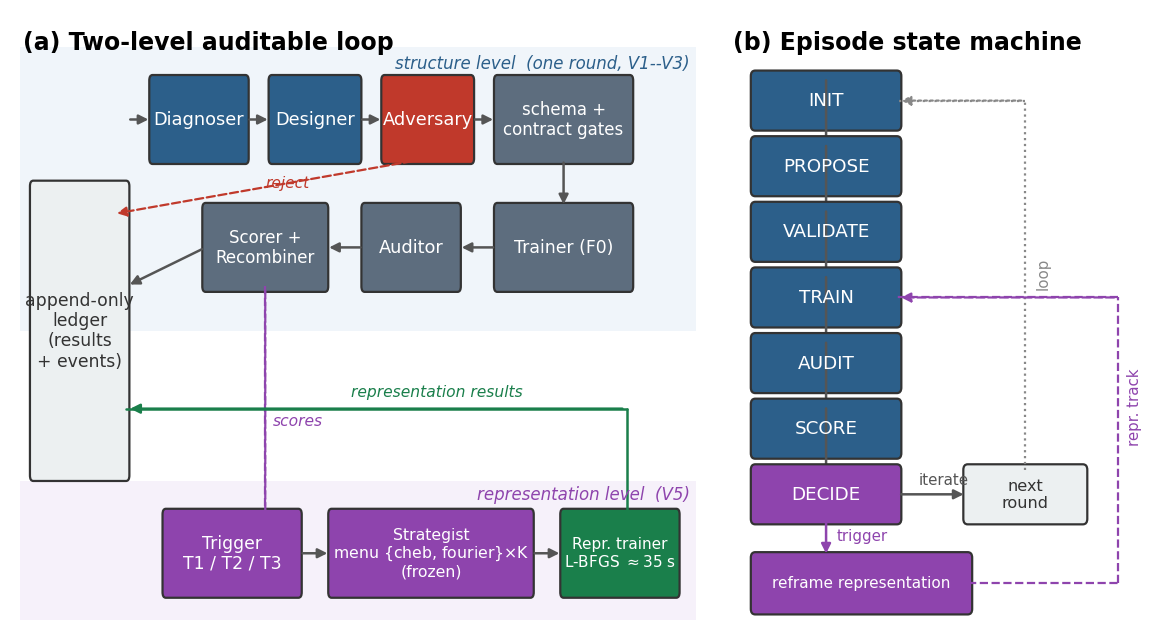 (a) Two-level auditable loop
structure level (one round, V1--V3)
Diagnoser
Designer
Adversary
schema +
contract gates
reject
Scorer +
Recombiner
Auditor
Trainer (F0)
append-only
ledger
(results
+ events)
representation results
scores
representation level (V5)
Trigger
T1 / T2 / T3
Strategist
menu {cheb, fourier}×K
(frozen)
Repr. trainer
L-BFGS ≈35 s
(b) Episode state machine
INIT
PROPOSE
VALIDATE
TRAIN
AUDIT
SCORE
DECIDE
iterate
next
round
loop
repr. track
trigger
reframe representation